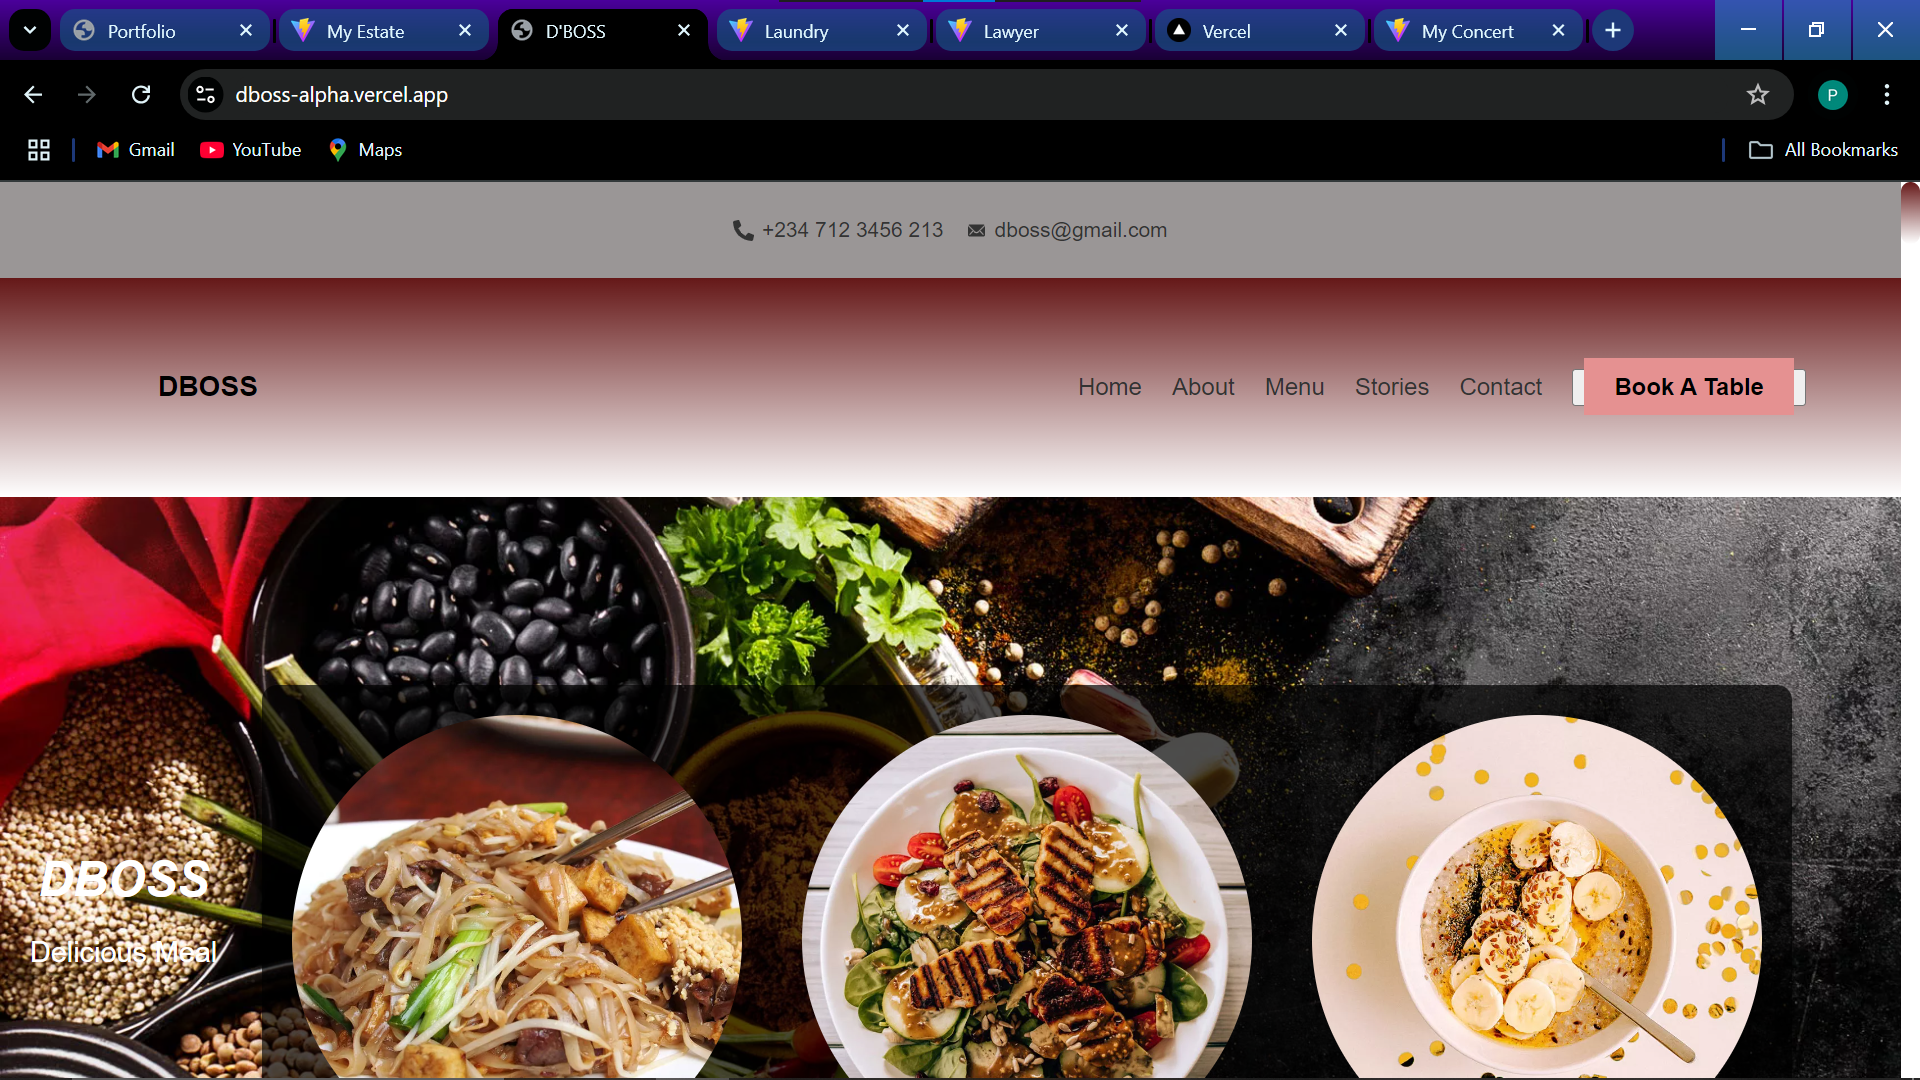 Portfolio
My Estate
D'BOSS
Laundry
Lawyer
Vercel
My Concert
dboss-alpha.vercel.app
P
Gmail
YouTube
Maps
All Bookmarks
+234 712 3456 213 dboss@gmail.com
DBOSS
Home About Menu Stories Contact Book A Table
DBOSS
Delicious Meal